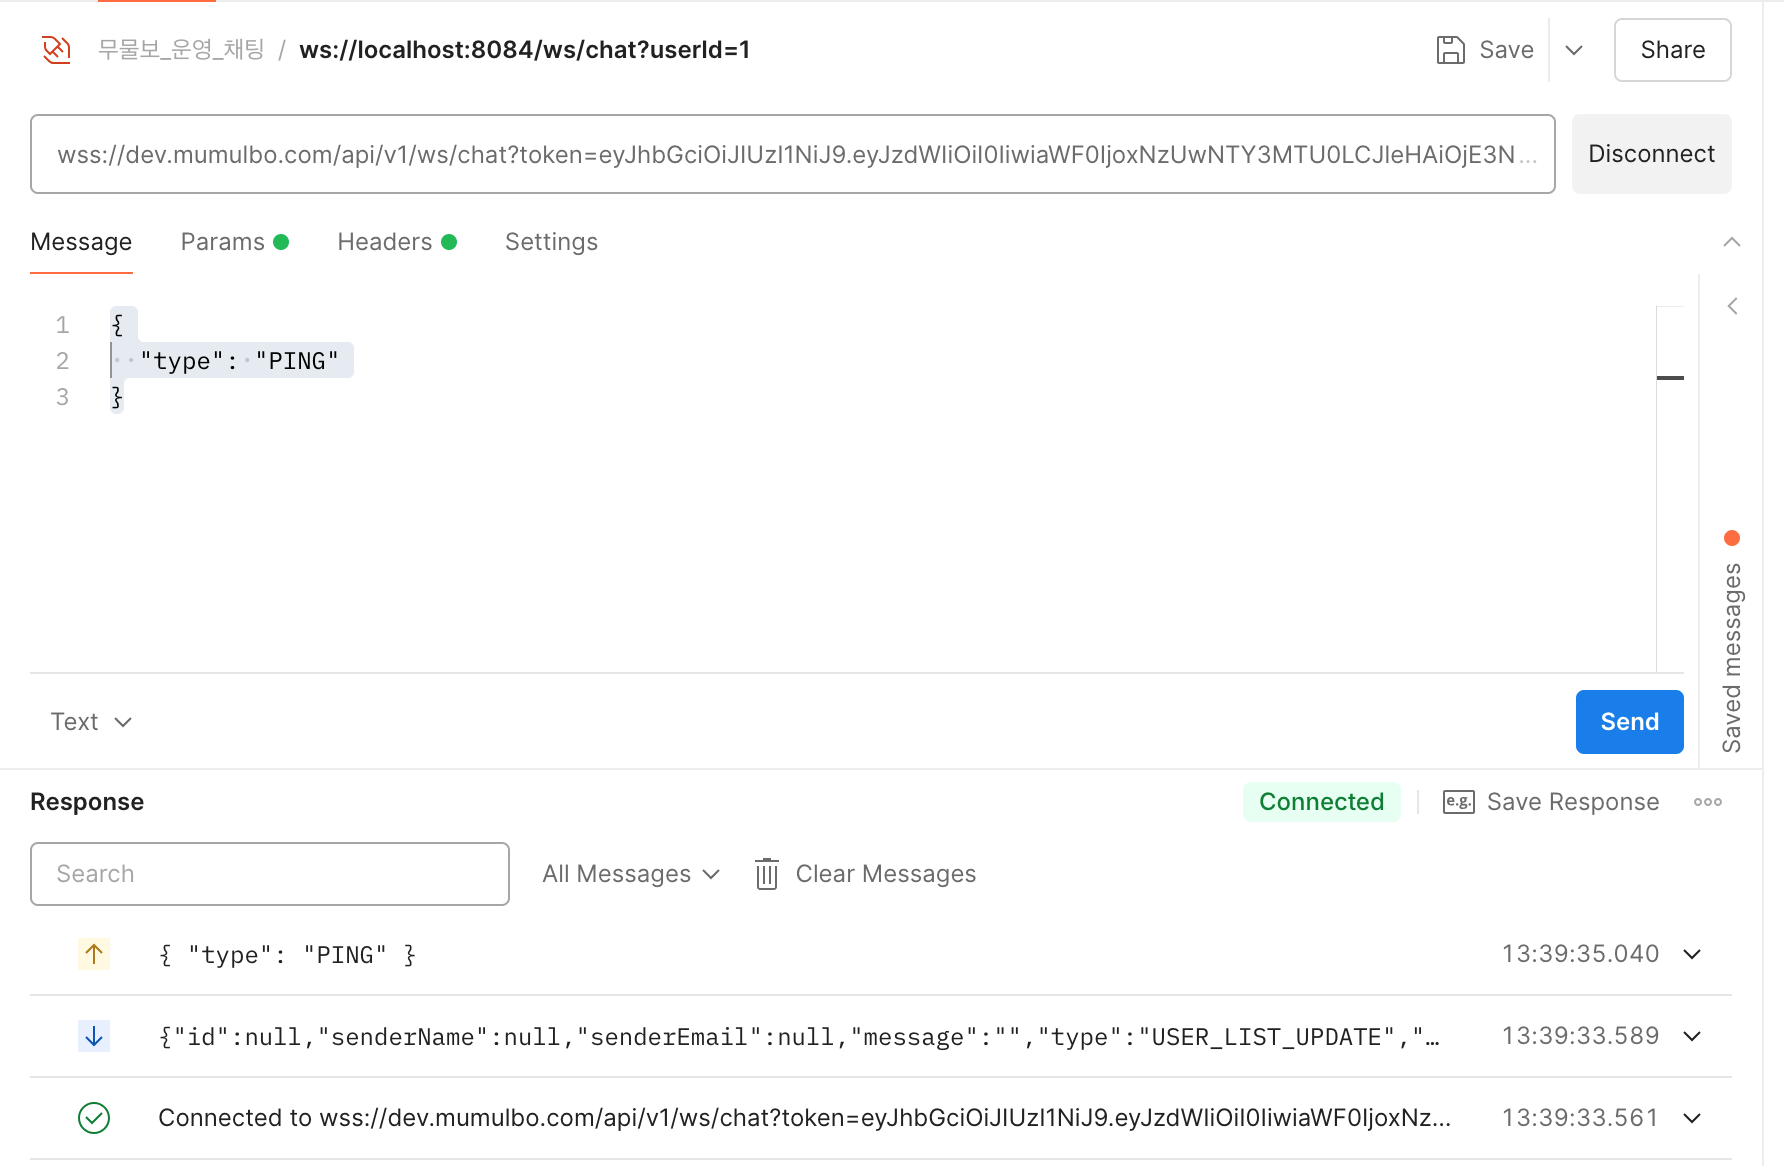 무물보_운영_채팅 / ws://localhost:8084/ws/chat?userId=1
Save
Share
wss://dev.mumulbo.com/api/v1/ws/chat?token=eyJhbGciOiJIUzI1NiJ9.eyJzdWIiOiI0IiwiaWF0IjoxNzUwNTY3MTU0LCJleHAiOjE3N...
Disconnect
Message Params Headers Settings
1 {
2 "type": "PING"
3 }
Saved messages
Text
Send
Response
Connected
e.g. Save Response
Search
All Messages
Clear Messages
{ "type": "PING" } 13:39:35.040
{"id":null,"senderName":null,"senderEmail":null,"message":"","type":"USER_LIST_UPDATE","… 13:39:33.589
Connected to wss://dev.mumulbo.com/api/v1/ws/chat?token=eyJhbGciOiJIUzI1NiJ9.eyJzdWIiOiI0IiwiaWF0IjoxNz... 13:39:33.561